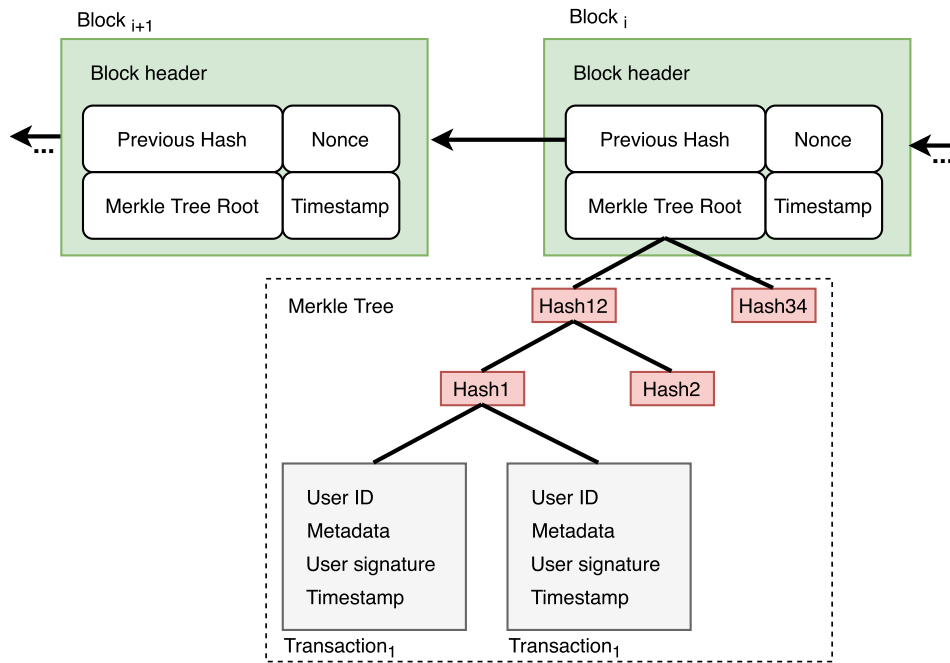 Block i+1
Block i
Block header
Block header
Previous Hash
Nonce
Previous Hash
Nonce
...
...
Merkle Tree Root
Timestamp
Merkle Tree Root
Timestamp
Merkle Tree
Hash12
Hash34
Hash1
Hash2
User ID
Metadata
User signature
Timestamp
Transaction1
User ID
Metadata
User signature
Timestamp
Transaction1